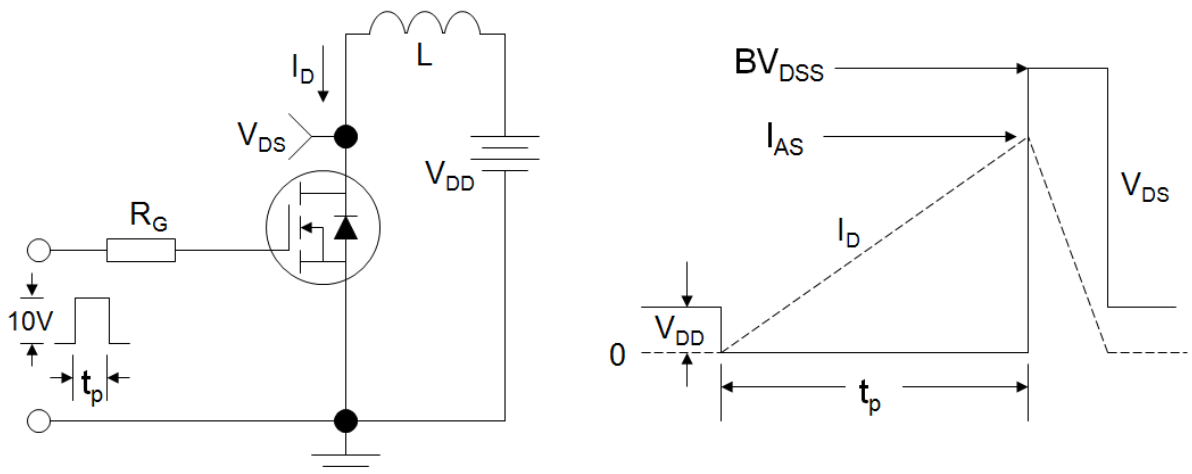 L
I_D
V_DS
V_DD
R_G
10V
t_p
BV_DSS
I_AS
V_DS
I_D
V_DD
0
t_p